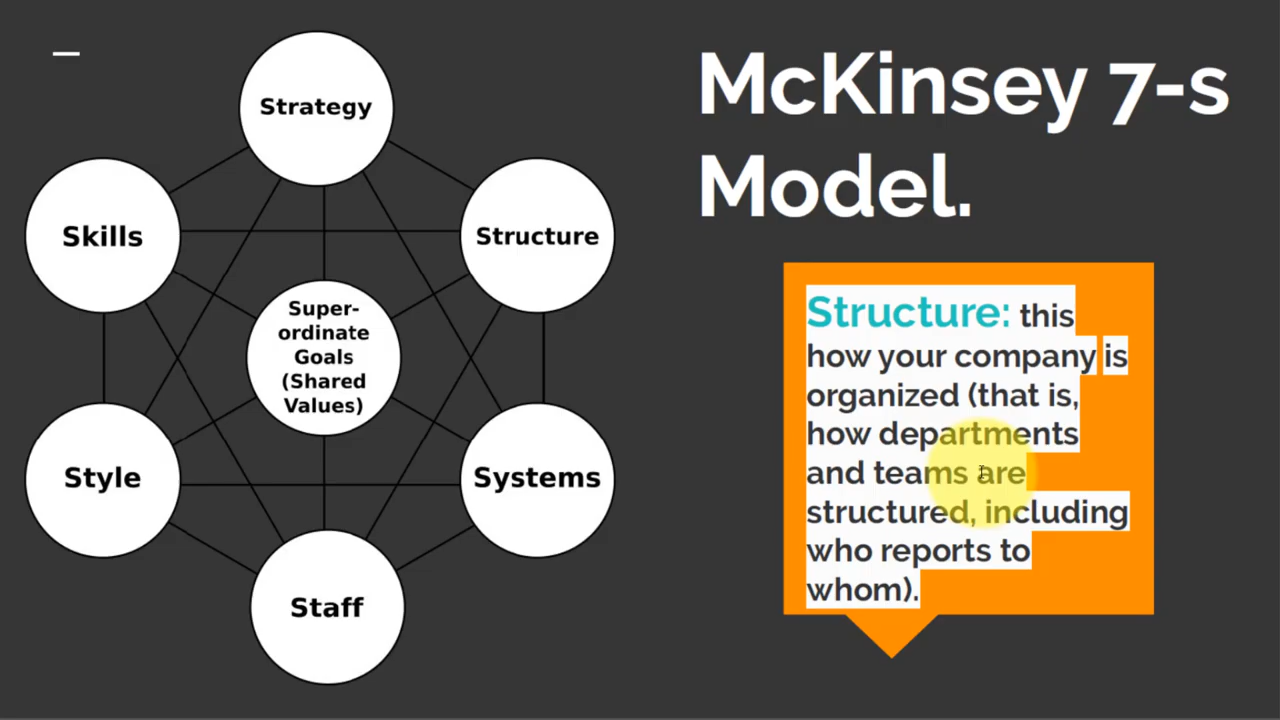 McKinsey 7-s
Model.
Strategy
Skills
Structure
Super-
ordinate
Goals
(Shared
Values)
Style
Systems
Staff
Structure: this
how your company is
organized (that is,
how departments
and teams are
structured, including
who reports to
whom).